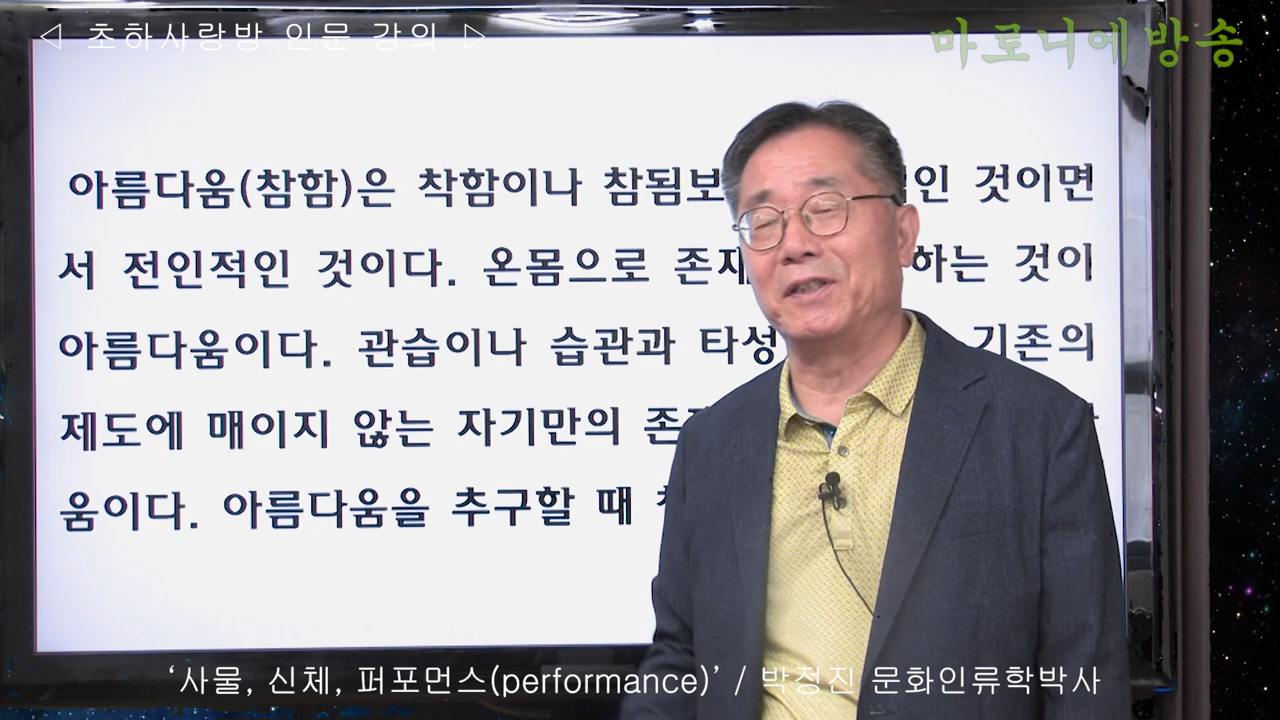 ◁ 초하사랑방 인문 강의 ▷
마로니에방송
아름다움(참함)은 착함이나 참됨보 인 것이면
서 전인적인 것이다. 온몸으로 하는 것이
아름다움이다. 관습이나 습관과 타성 기존의
제도에 매이지 않는 자기만의
움이다. 아름다움을 추구할 때
‘사물, 신체, 퍼포먼스(performance)’ / 박정진 문화인류학박사